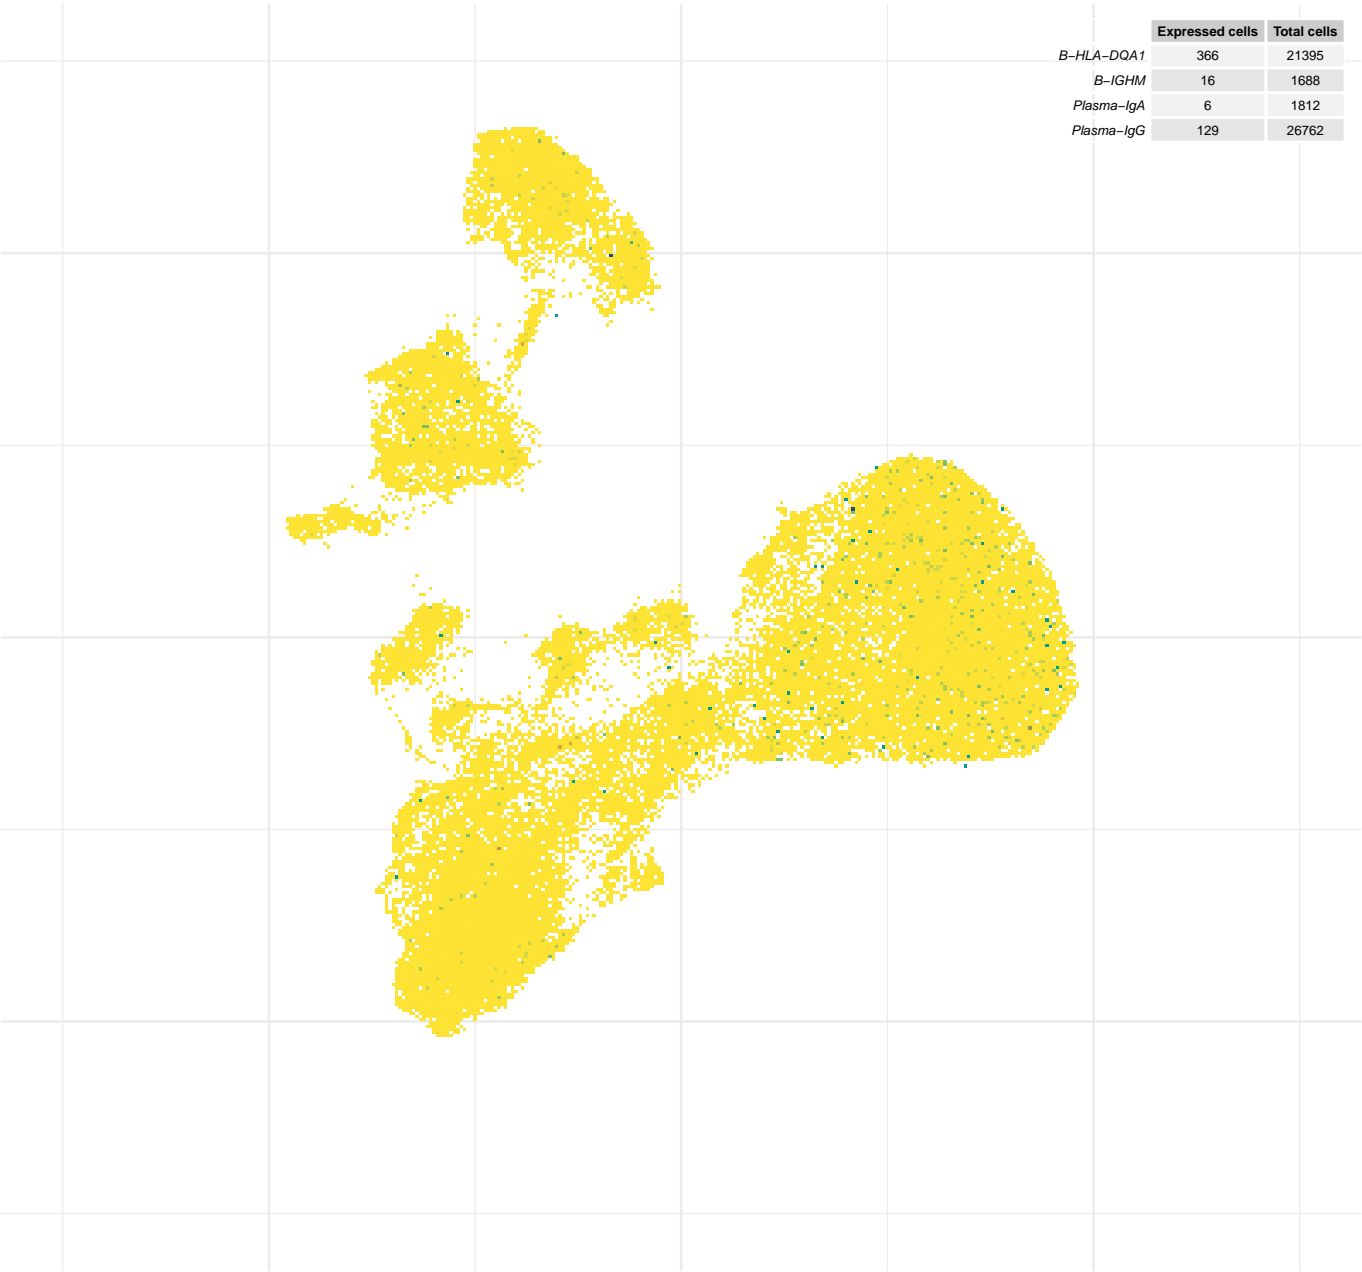 Expressed cells Total cells
B−HLA−DQA1 366 21395
B−IGHM 16 1688
Plasma−IgA 6 1812
Plasma−IgG 129 26762